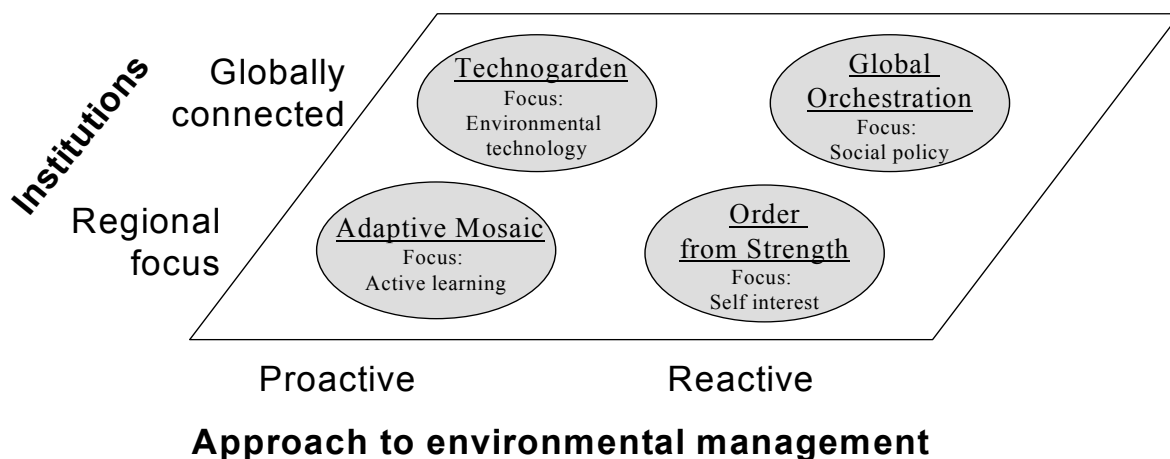 Institutions
Globally
connected
Technogarden
Focus:
Environmental
technology
Global
Orchestration
Focus:
Social policy
Regional
focus
Adaptive Mosaic
Focus:
Active learning
Order
from Strength
Focus:
Self interest
Proactive
Reactive
Approach to environmental management